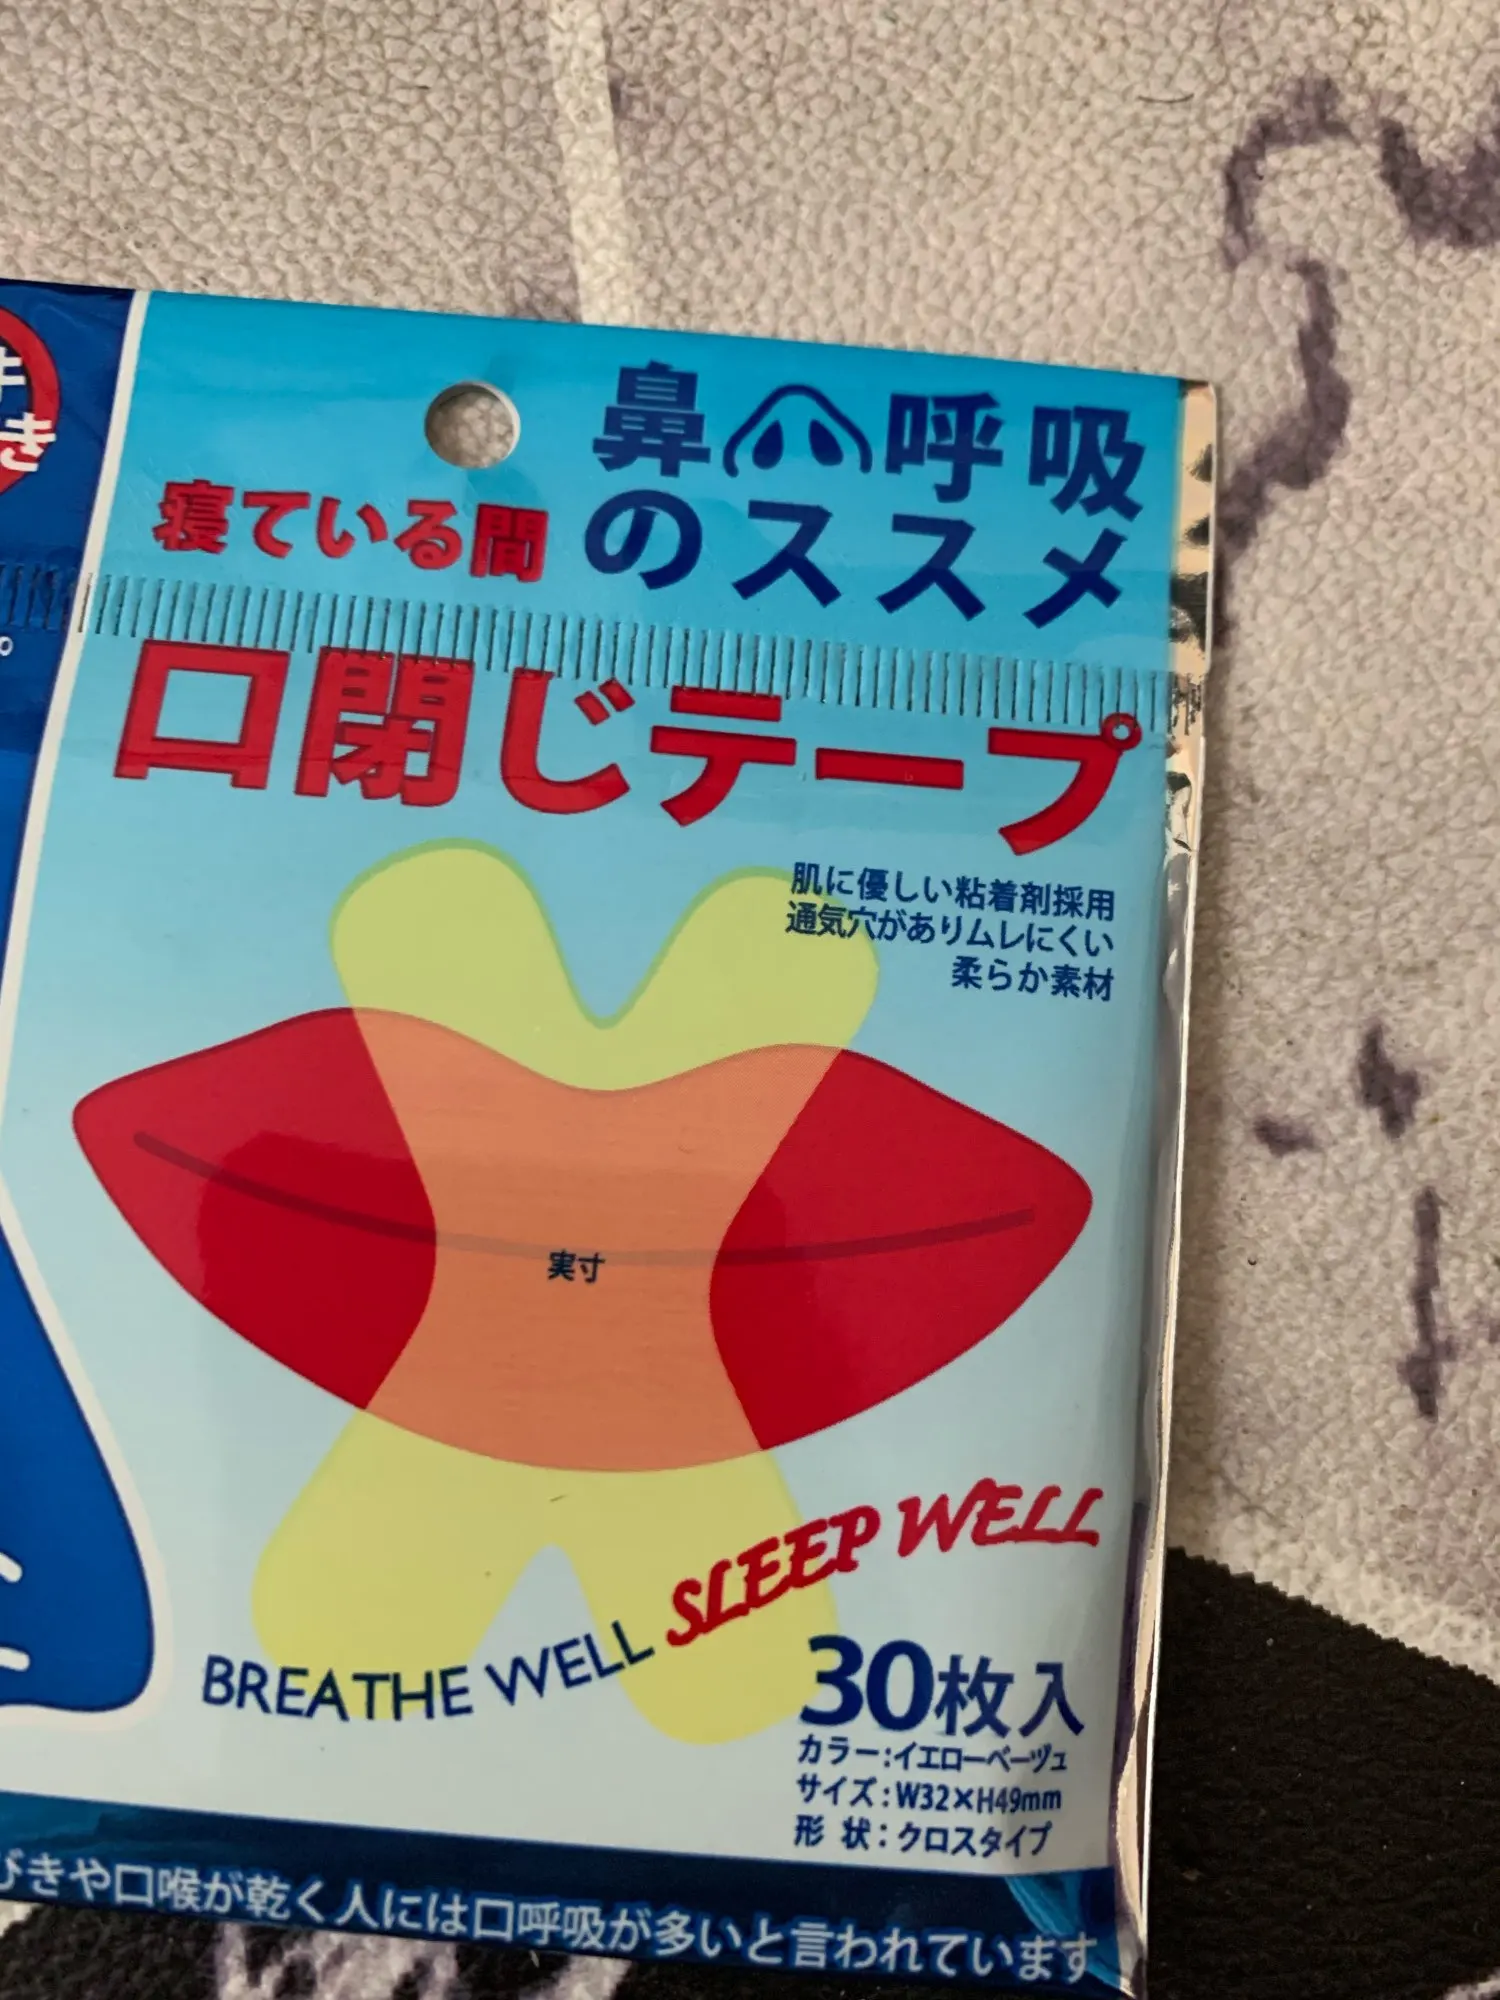 き
鼻呼吸
のススメ
寝ている間
口閉じテープ
肌に優しい粘着剤採用
通気穴がありムレにくい
柔らか素材
実寸
BREATHE WELL SLEEP WELL
30枚入
カラー:イエローベーヅュ
サイズ:W32×H49mm
形 状:クロスタイプ
びきや口喉が乾く人には口呼吸が多いと言われています